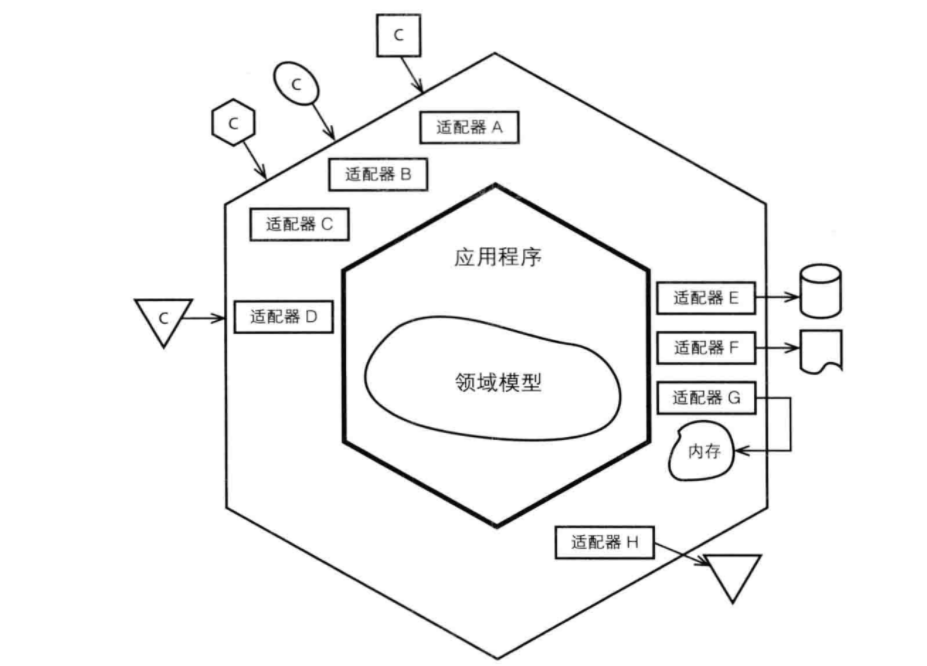 C
C
C
适配器 A
适配器 B
适配器 C
应用程序
适配器 E
C
适配器 D
适配器 F
领域模型
适配器 G
内存
适配器 H